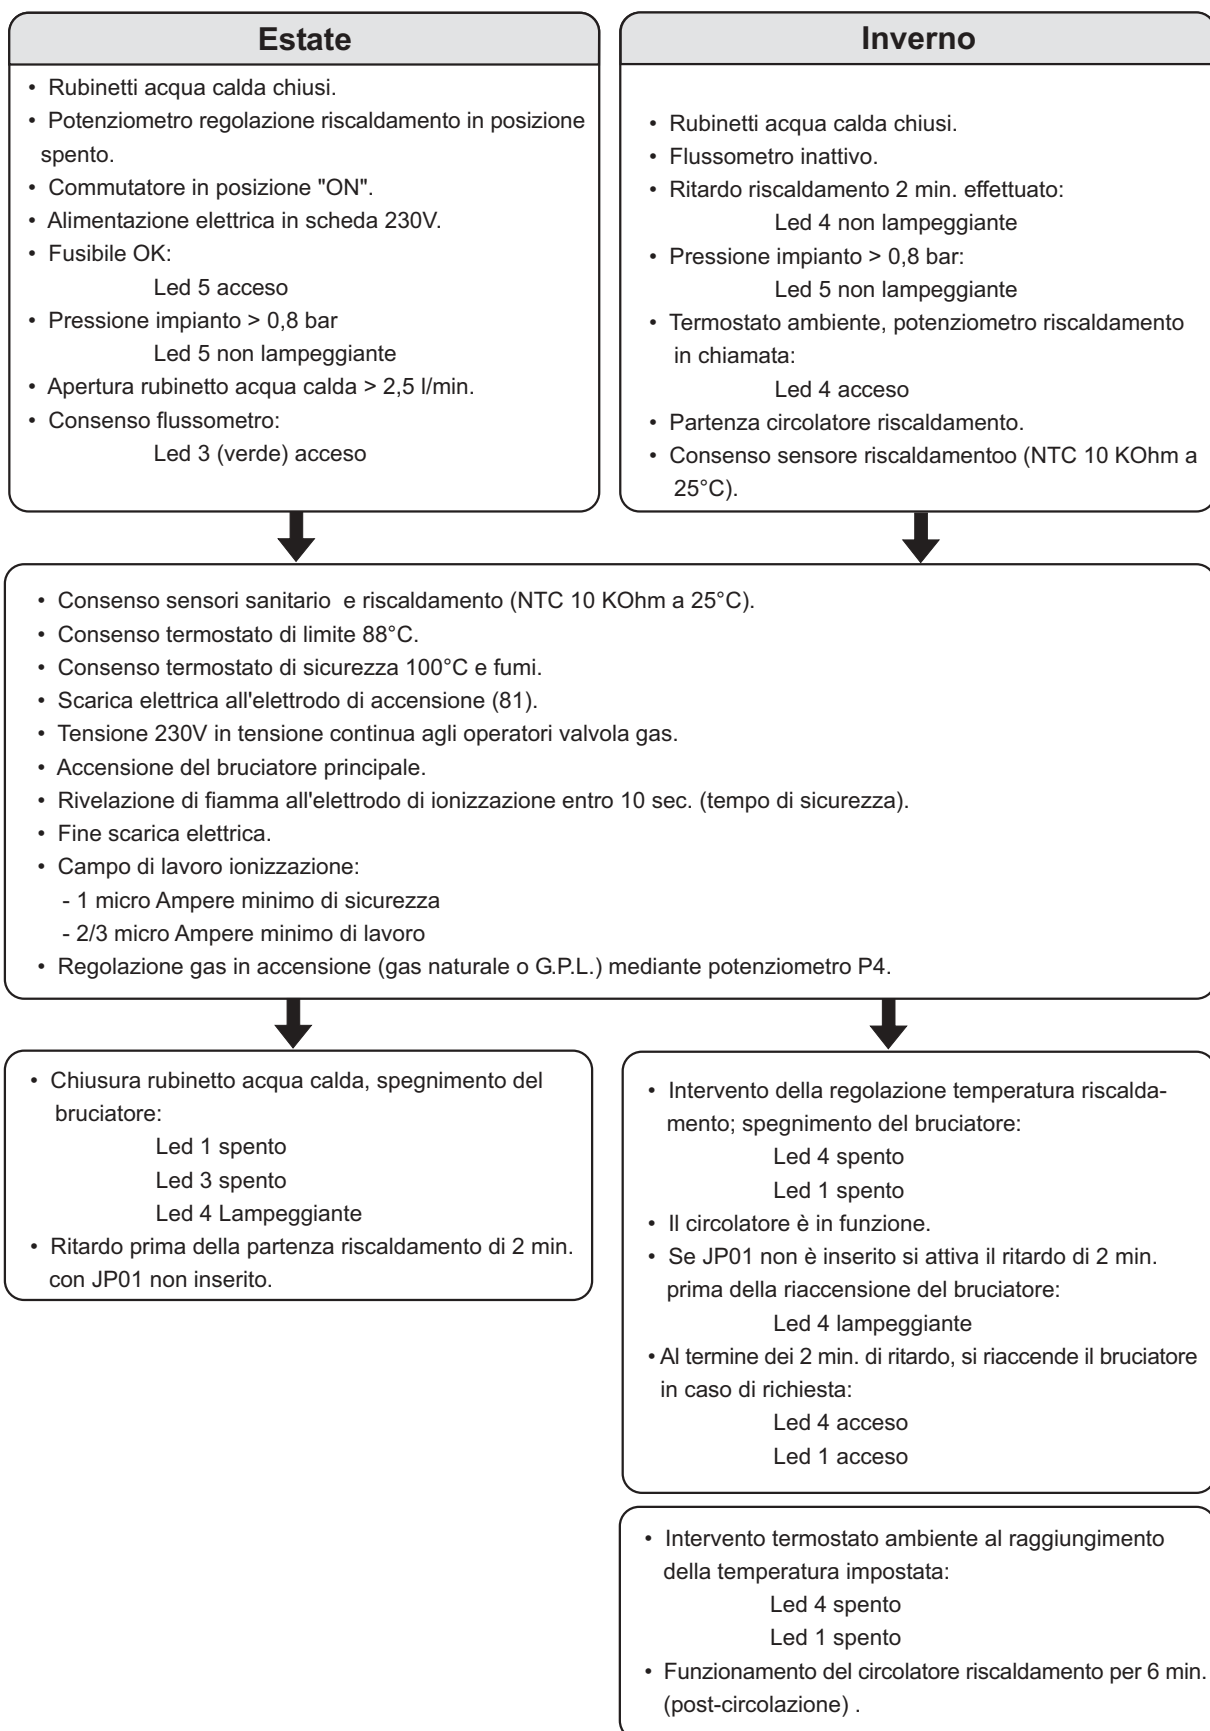 Estate
• Rubinetti acqua calda chiusi.
• Potenziometro regolazione riscaldamento in posizione
spento.
• Commutatore in posizione "ON".
• Alimentazione elettrica in scheda 230V.
• Fusibile OK:
Led 5 acceso
• Pressione impianto > 0,8 bar
Led 5 non lampeggiante
• Apertura rubinetto acqua calda > 2,5 l/min.
• Consenso flussometro:
Led 3 (verde) acceso
Inverno
• Rubinetti acqua calda chiusi.
• Flussometro inattivo.
• Ritardo riscaldamento 2 min. effettuato:
Led 4 non lampeggiante
• Pressione impianto > 0,8 bar:
Led 5 non lampeggiante
• Termostato ambiente, potenziometro riscaldamento
in chiamata:
Led 4 acceso
• Partenza circolatore riscaldamento.
• Consenso sensore riscaldamentoo (NTC 10 KOhm a
25°C).
• Consenso sensori sanitario e riscaldamento (NTC 10 KOhm a 25°C).
• Consenso termostato di limite 88°C.
• Consenso termostato di sicurezza 100°C e fumi.
• Scarica elettrica all'elettrodo di accensione (81).
• Tensione 230V in tensione continua agli operatori valvola gas.
• Accensione del bruciatore principale.
• Rivelazione di fiamma all'elettrodo di ionizzazione entro 10 sec. (tempo di sicurezza).
• Fine scarica elettrica.
• Campo di lavoro ionizzazione:
- 1 micro Ampere minimo di sicurezza
- 2/3 micro Ampere minimo di lavoro
• Regolazione gas in accensione (gas naturale o G.P.L.) mediante potenziometro P4.
• Chiusura rubinetto acqua calda, spegnimento del
bruciatore:
Led 1 spento
Led 3 spento
Led 4 Lampeggiante
• Ritardo prima della partenza riscaldamento di 2 min.
con JP01 non inserito.
• Intervento della regolazione temperatura riscalda-
mento; spegnimento del bruciatore:
Led 4 spento
Led 1 spento
• Il circolatore è in funzione.
• Se JP01 non è inserito si attiva il ritardo di 2 min.
prima della riaccensione del bruciatore:
Led 4 lampeggiante
• Al termine dei 2 min. di ritardo, si riaccende il bruciatore
in caso di richiesta:
Led 4 acceso
Led 1 acceso
• Intervento termostato ambiente al raggiungimento
della temperatura impostata:
Led 4 spento
Led 1 spento
• Funzionamento del circolatore riscaldamento per 6 min.
(post-circolazione) .